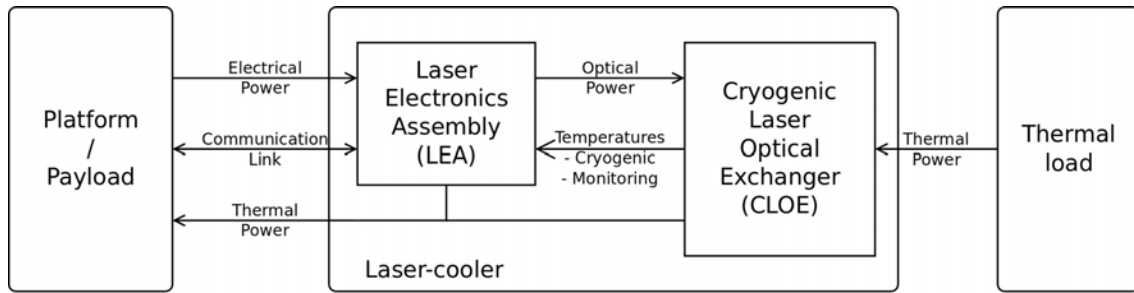 Platform
/
Payload
Electrical
Power
Communication
Link
Thermal
Power
Laser
Electronics
Assembly
(LEA)
Optical
Power
Temperatures
- Cryogenic
- Monitoring
Cryogenic
Laser
Optical
Exchanger
(CLOE)
Laser-cooler
Thermal
Power
Thermal
load